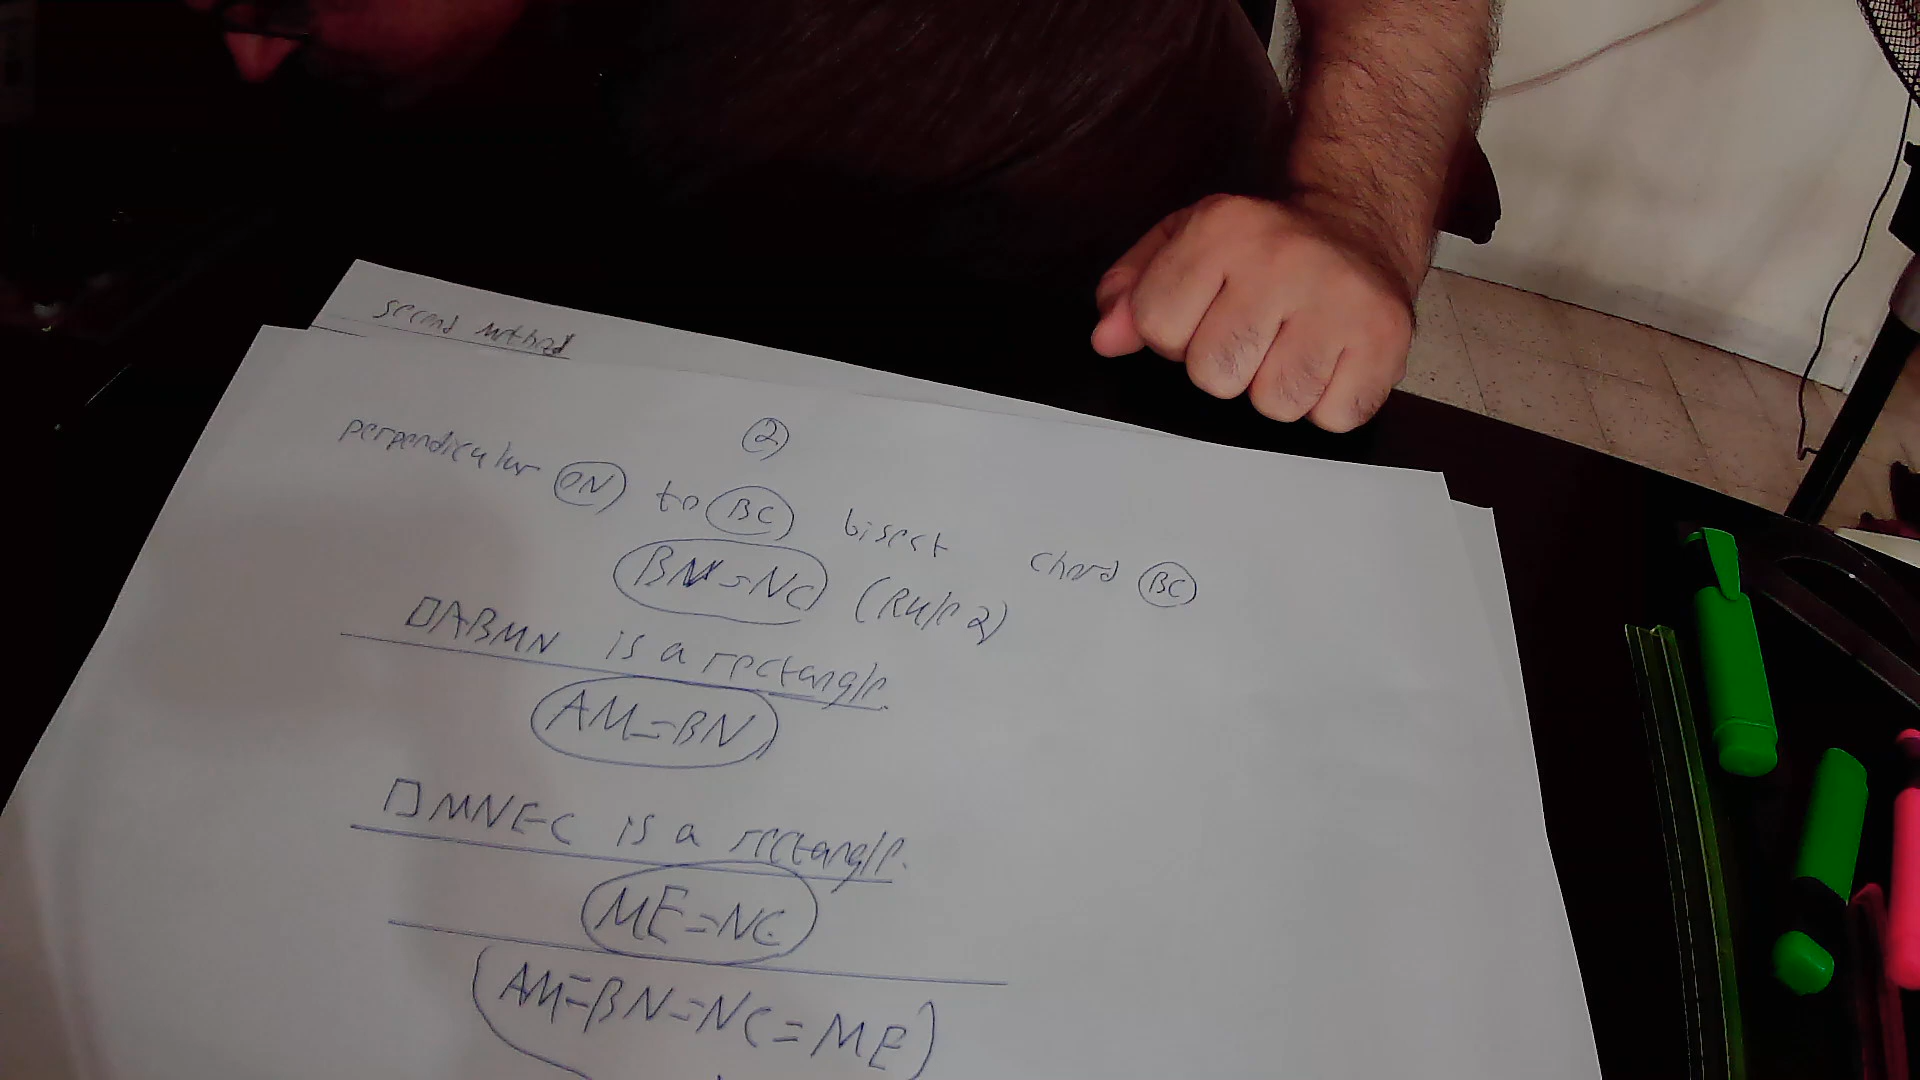 second method
②
perpendicular ON to BC bisect chord BC
BN=NC (Rule 2)
□ABMN is a rectangle.
AM=BN
□MNEC is a rectangle.
ME=NC
AM=BN=NC=ME